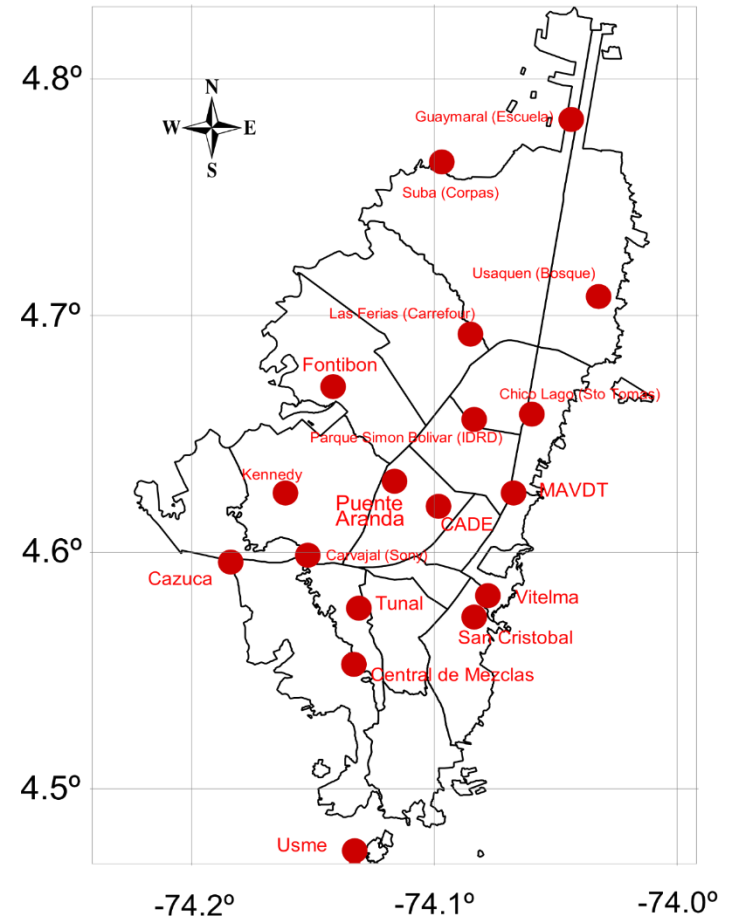 4.8º
N
W
E
S
Guaymaral (Escuela)
Suba (Corpas)
Usaquen (Bosque)
4.7º
Las Ferias (Carrefour)
Fontibon
Chico Lago (Sto Tomas)
Parque Simon Bolivar (IDRD)
Kennedy
MAVDT
Puente
Aranda
CADE
4.6º
Carvajal (Sony)
Cazuca
Tunal
Vitelma
San Cristobal
Central de Mezclas
4.5º
Usme
-74.2º
-74.1º
-74.0º